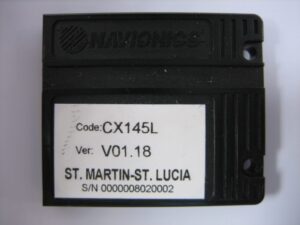 NAVIONICS
Code: CX145L
Ver: V01.18
ST. MARTIN-ST. LUCIA
S/N 0000008020002